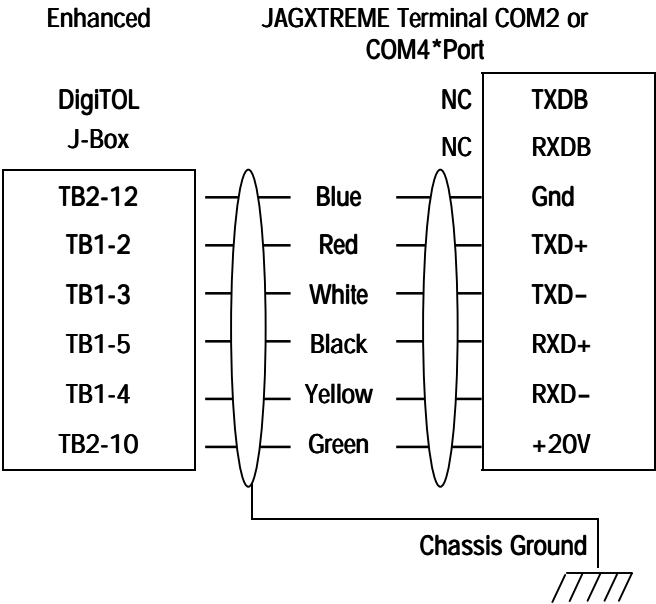 Enhanced JAGXTREME Terminal COM2 or
COM4*Port
DigiTOL NC TXDB
J-Box NC RXDB
TB2-12 Blue Gnd
TB1-2 Red TXD+
TB1-3 White TXD–
TB1-5 Black RXD+
TB1-4 Yellow RXD–
TB2-10 Green +20V
Chassis Ground